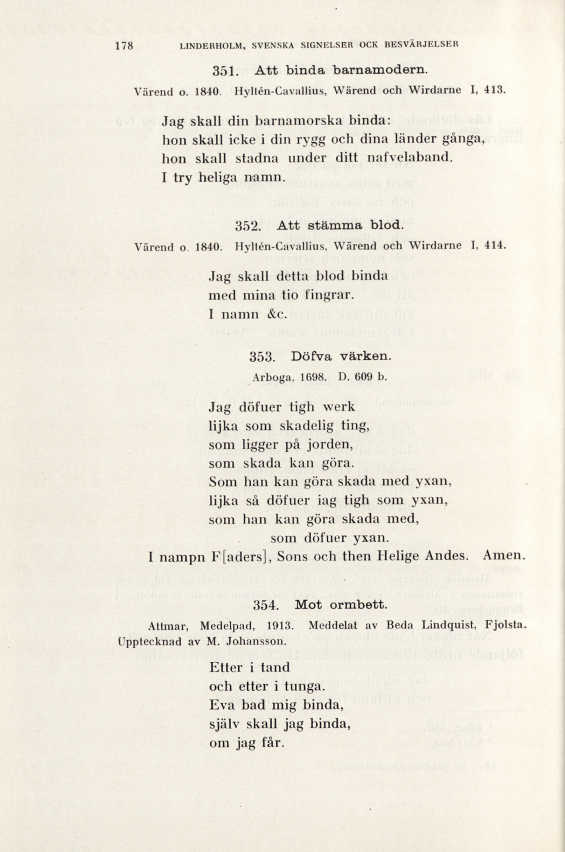 178 LINDERHOLM, SVENSKA SIGNELSER OCK BESVÄRJELSER
351. Att binda barnamodern.
Värend o. 1840. Hyltén-Cavallius, Wärend och Wirdarne I, 413.
Jag skall din barnamorska binda:
hon skall icke i din rygg och dina länder gånga,
hon skall stadna under ditt nafvelaband.
I try heliga namn.
352. Att stämma blod.
Värend o. 1840. Hyltén-Cavallius, Wärend och Wirdarne I, 414.
Jag skall detta blod binda
med mina tio fingrar.
I namn &c.
353. Döfva värken.
Arboga, 1698. D. 609 b.
Jag döfuer tigh werk
lijka som skadelig ting,
som ligger på jorden,
som skada kan göra.
Som han kan göra skada med yxan,
lijka så döfuer iag tigh som yxan,
som han kan göra skada med,
som döfuer yxan.
I nampn F[aders], Sons och then Helige Andes. Amen.
354. Mot ormbett.
Attmar, Medelpad, 1913. Meddelat av Beda Lindquist, Fjolsta.
Upptecknad av M. Johansson.
Etter i tand
och etter i tunga.
Eva bad mig binda,
själv skall jag binda,
om jag får.